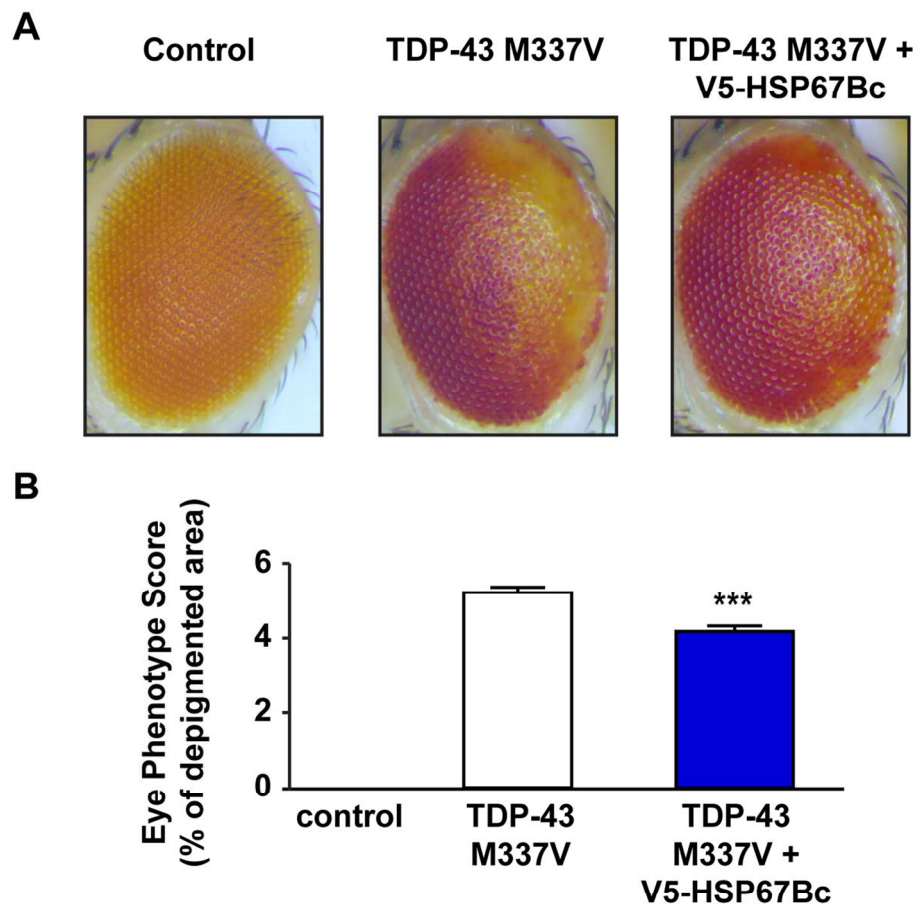 A
Control
TDP-43 M337V
TDP-43 M337V +
V5-HSP67Bc
B
Eye Phenotype Score
(% of depigmented area)
6
4
2
0
***
control
TDP-43
M337V
TDP-43
M337V +
V5-HSP67Bc